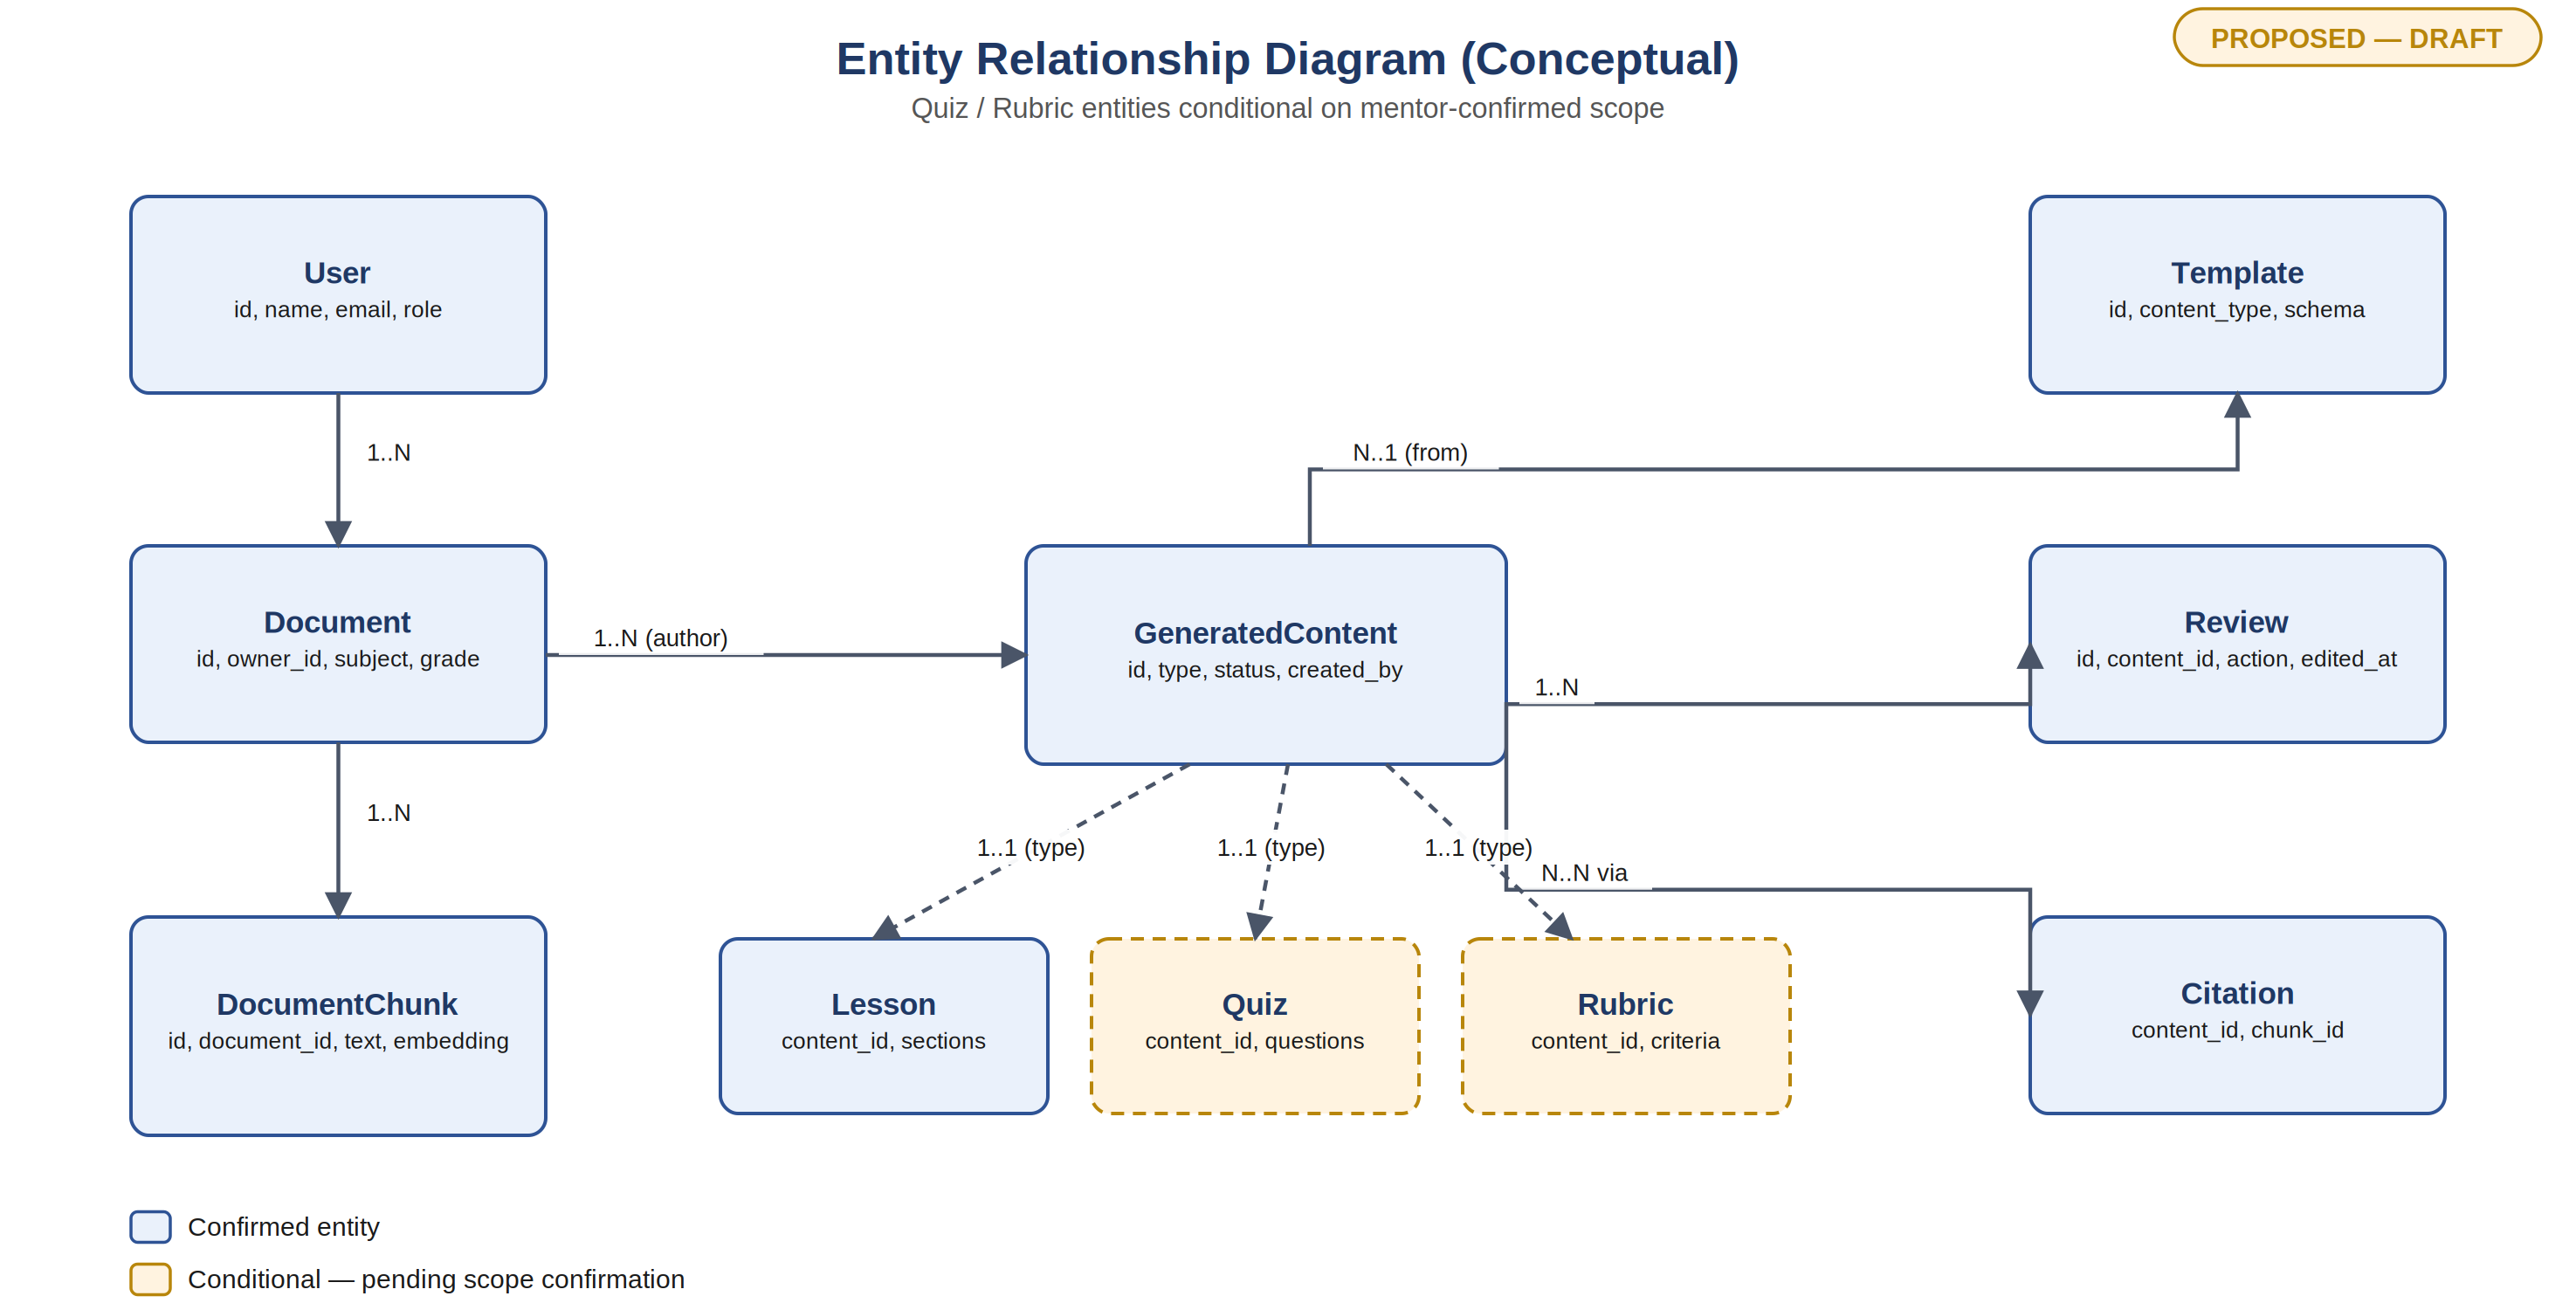 PROPOSED — DRAFT
Entity Relationship Diagram (Conceptual)
Quiz / Rubric entities conditional on mentor-confirmed scope
User
id, name, email, role
Template
id, content_type, schema
1..N
N..1 (from)
Document
id, owner_id, subject, grade
1..N (author)
GeneratedContent
id, type, status, created_by
Review
id, content_id, action, edited_at
1..N
1..N
1..1 (type)
1..1 (type)
1..1 (type)
N..N via
DocumentChunk
id, document_id, text, embedding
Lesson
content_id, sections
Quiz
content_id, questions
Rubric
content_id, criteria
Citation
content_id, chunk_id
Confirmed entity
Conditional — pending scope confirmation